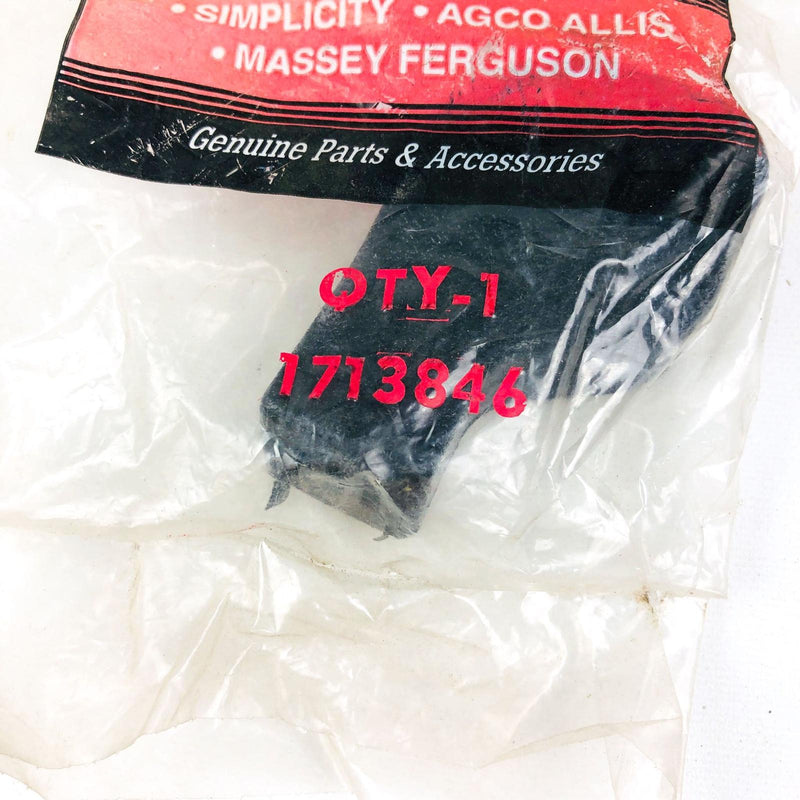 • SIMPLICITY • AGCO ALLIS
• MASSEY FERGUSON
Genuine Parts & Accessories
QTY-1
1713846